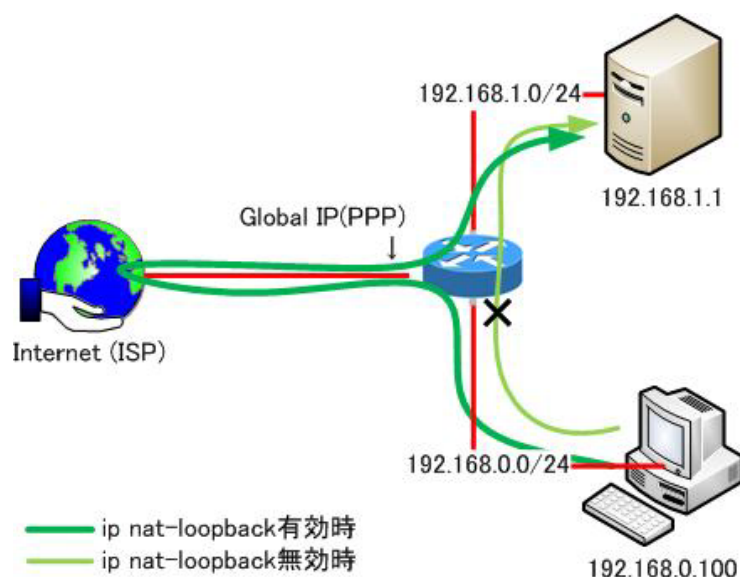 192.168.1.0/24
192.168.1.1
Global IP(PPP)
↓
Internet (ISP)
×
192.168.0.0/24
ip nat-loopback有効時
ip nat-loopback無効時
192.168.0.100